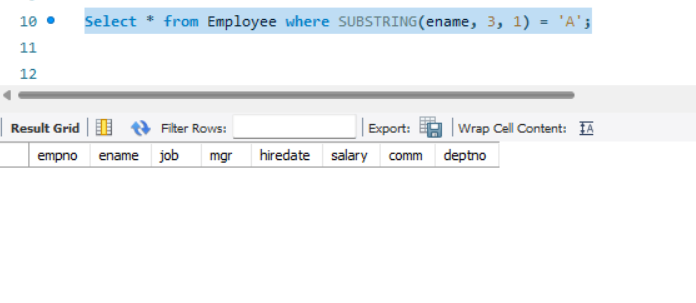 10 Select * from Employee where SUBSTRING(ename, 3, 1) = 'A';
11
12
Result Grid Filter Rows: Export: Wrap Cell Content: IA
empno ename job mgr hiredate salary comm deptno